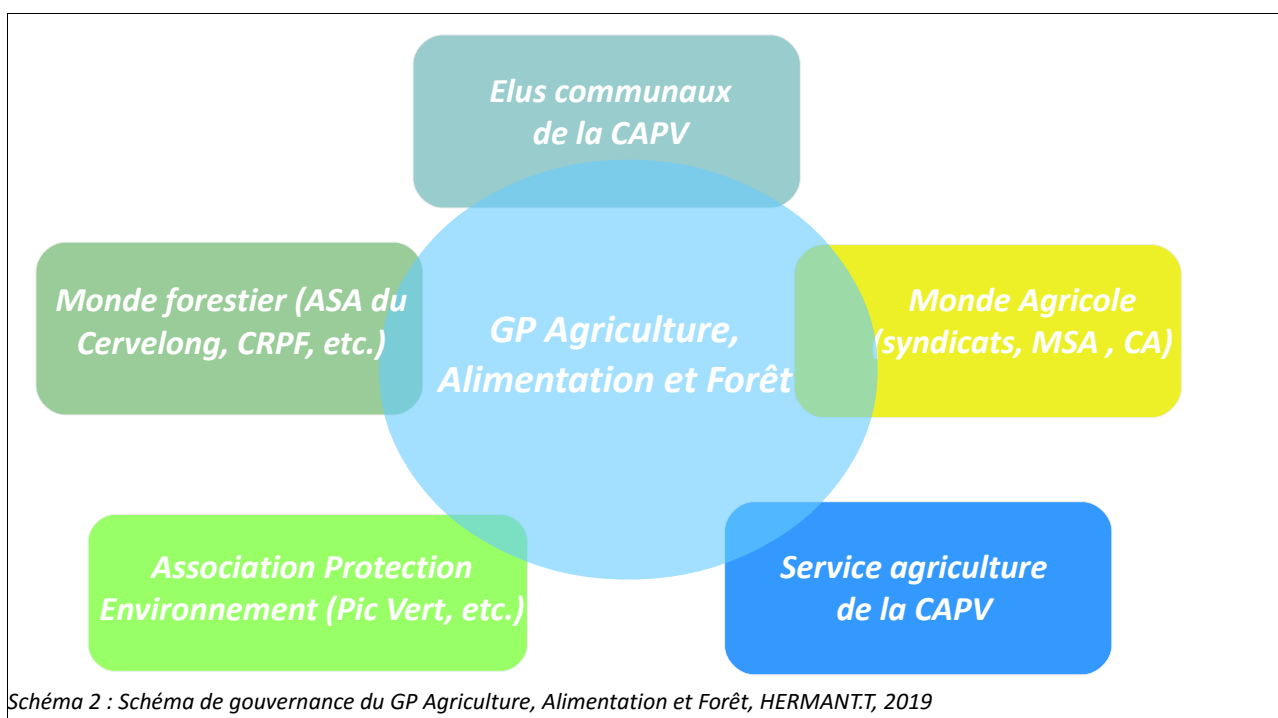 Elus communaux
de la CAPV
Monde forestier (ASA du
Cervelong, CRPF, etc.)
GP Agriculture,
Alimentation et Forêt
Monde Agricole
(syndicats, MSA , CA)
Association Protection
Environnement (Pic Vert, etc.)
Service agriculture
de la CAPV
Schéma 2 : Schéma de gouvernance du GP Agriculture, Alimentation et Forêt, HERMANT.T, 2019